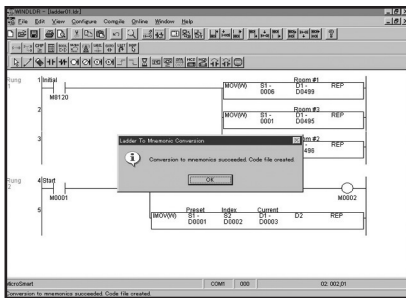 WINDLDR - [ladder01.ldr]
File Edit View Configure Compile Online Window Help
Rung 1 1 Initial
M8120
MOV(W) S1 - 0006 Room #1 D1 - D0499 REP
2
MOV(W) S1 - 0001 Room #3 D1 - D0495 REP
3
m #2
496 REP
Ladder To Mnemonic Conversion
Conversion to mnemonics succeeded. Code file created.
OK
Rung 2 4 Start
M0001
M0002
5
IMOV(W) Preset S1 - D0001 Index S2 D0002 Current D1 - D0003 D2 REP
MicroSmart COM1 000 02: 002,01
Conversion to mnemonics succeeded. Code file created.